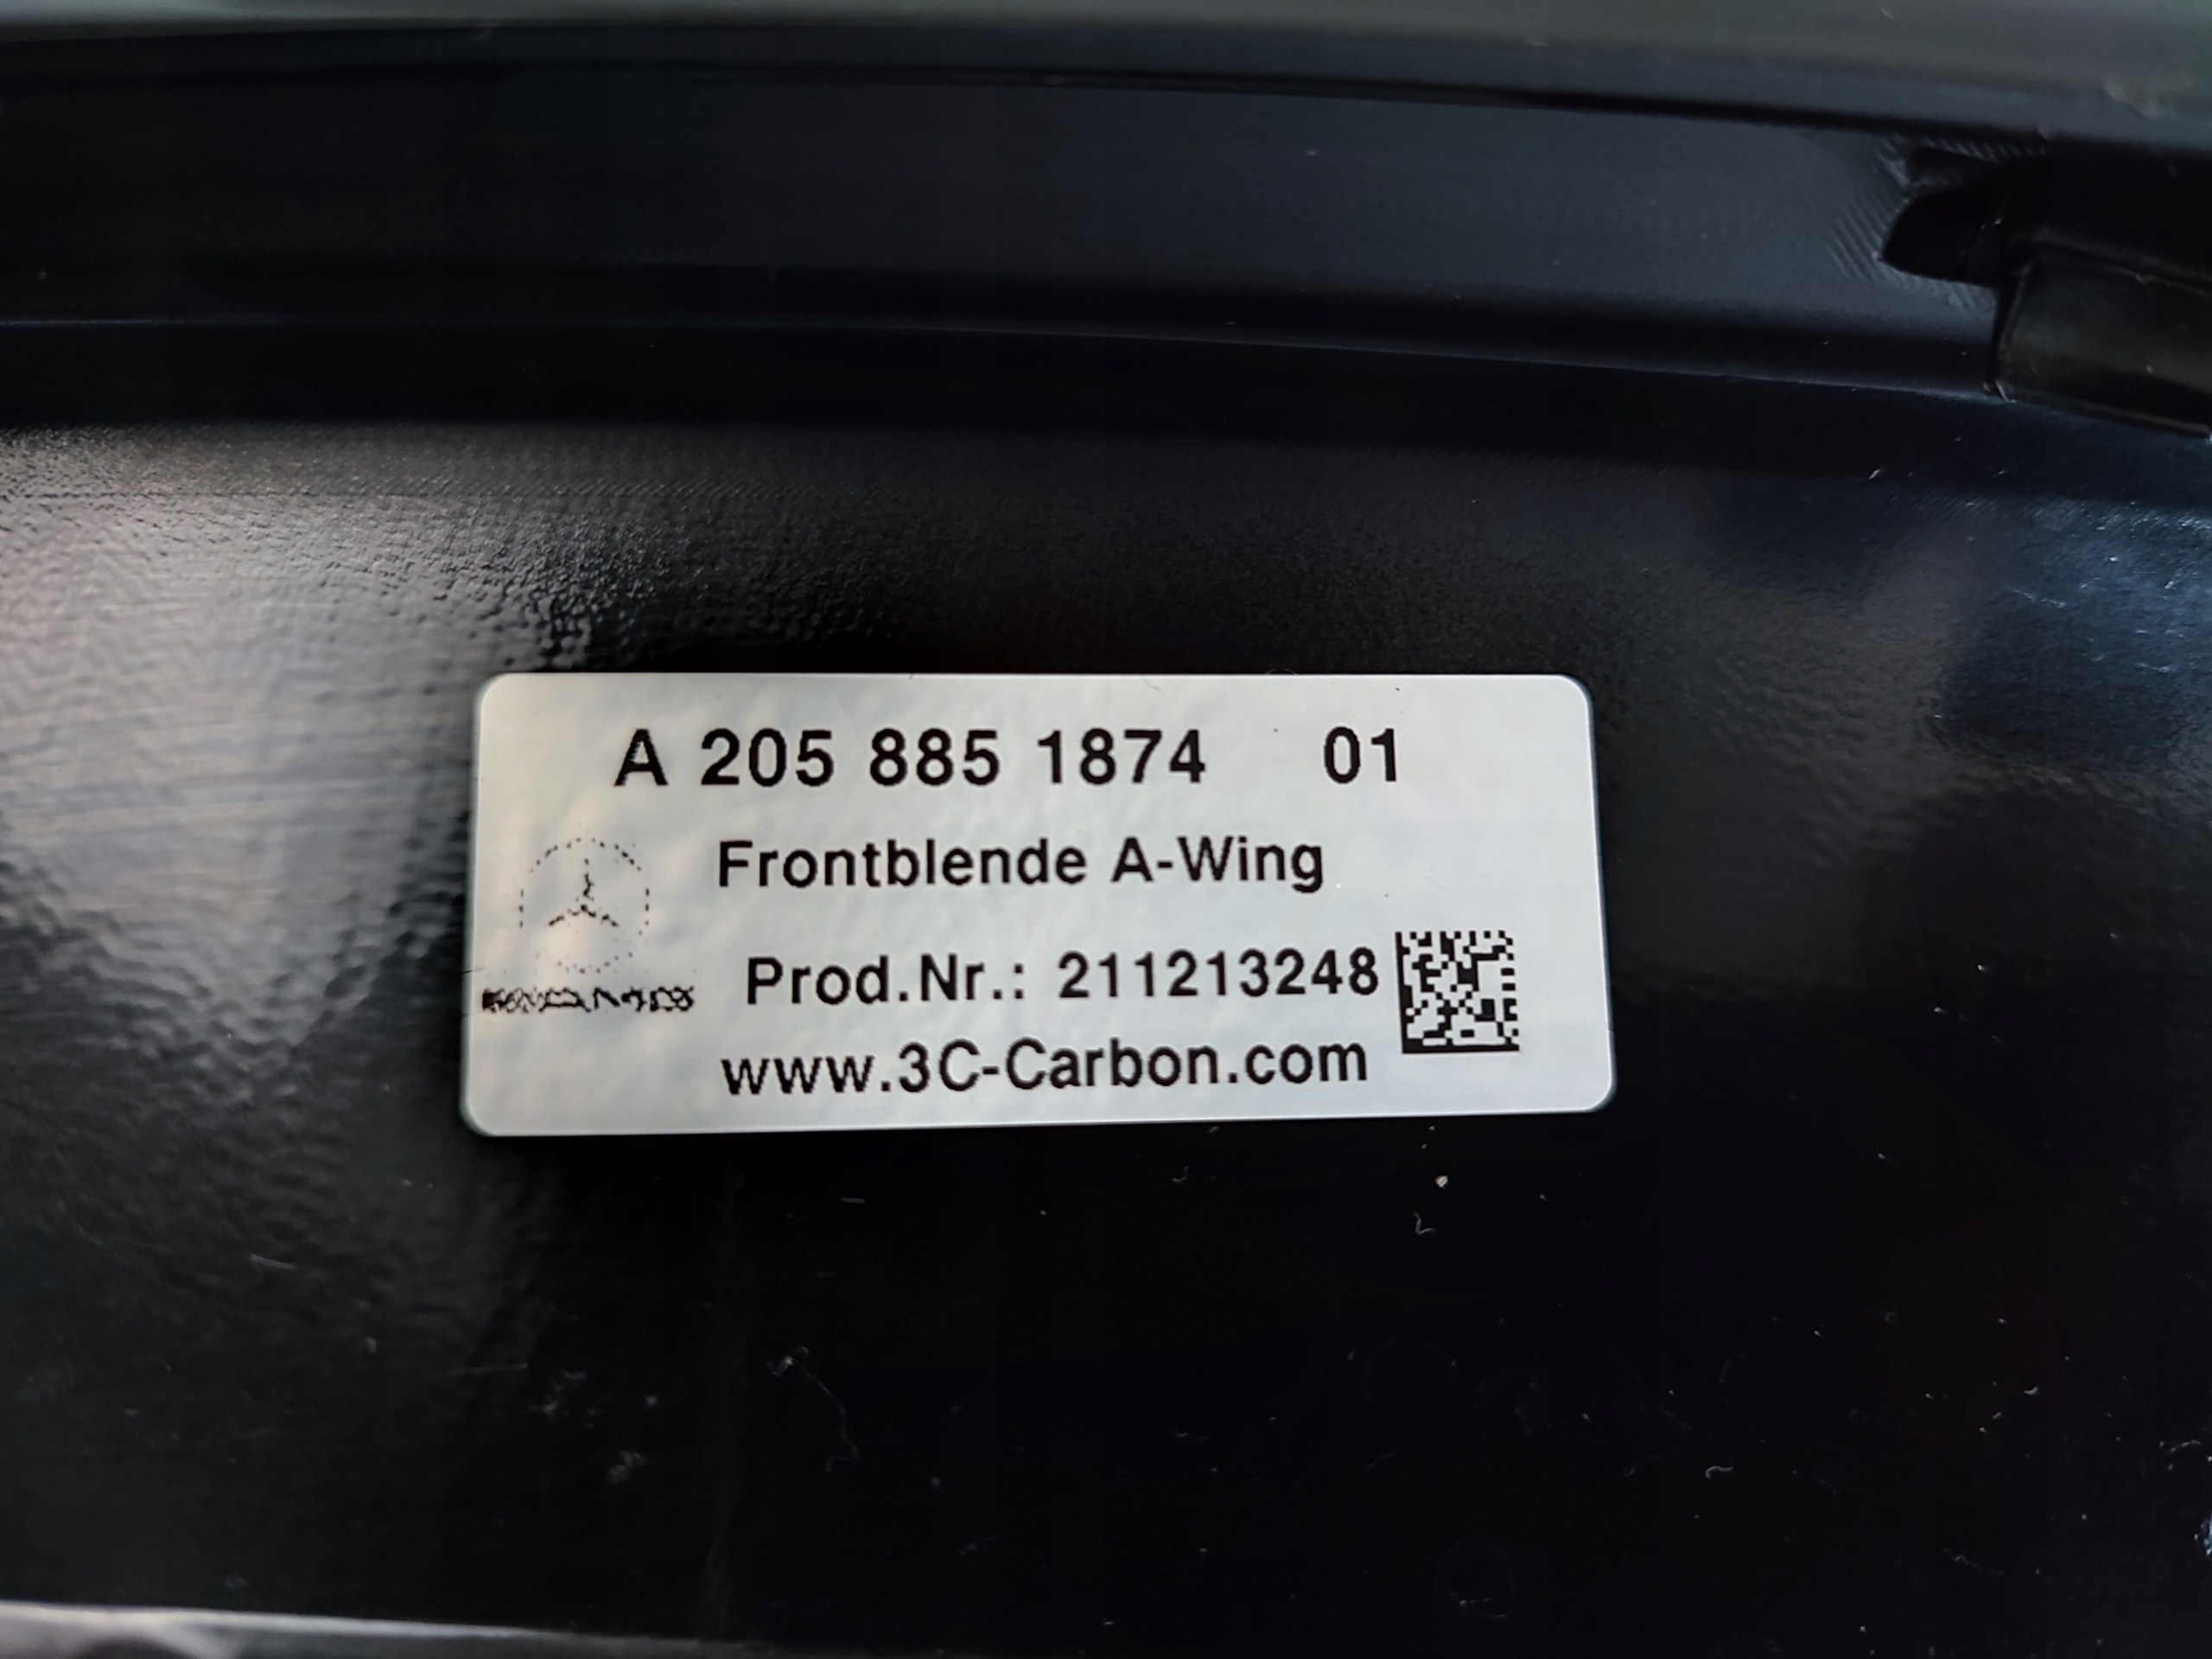 A 205 885 1874 01
Frontblende A-Wing
Prod.Nr.: 211213248
www.3C-Carbon.com